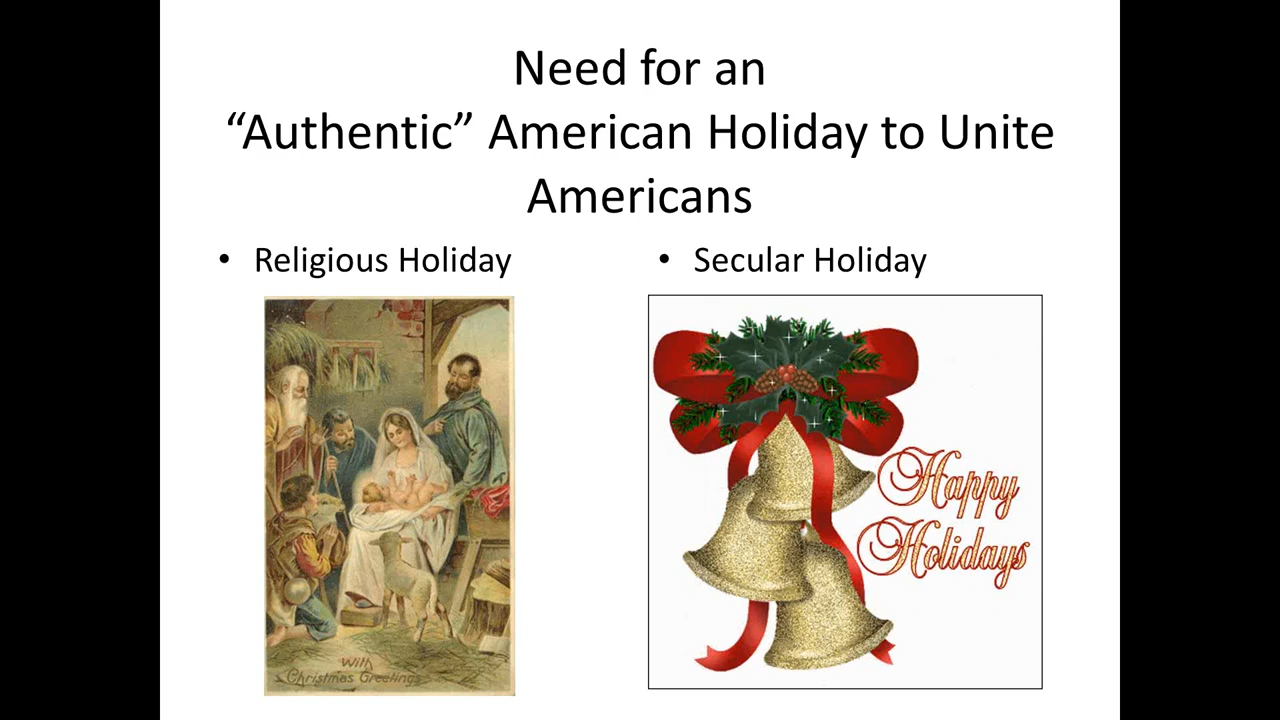 Need for an
“Authentic” American Holiday to Unite
Americans
• Religious Holiday
• Secular Holiday
With
Christmas Greetings
Happy
Holidays